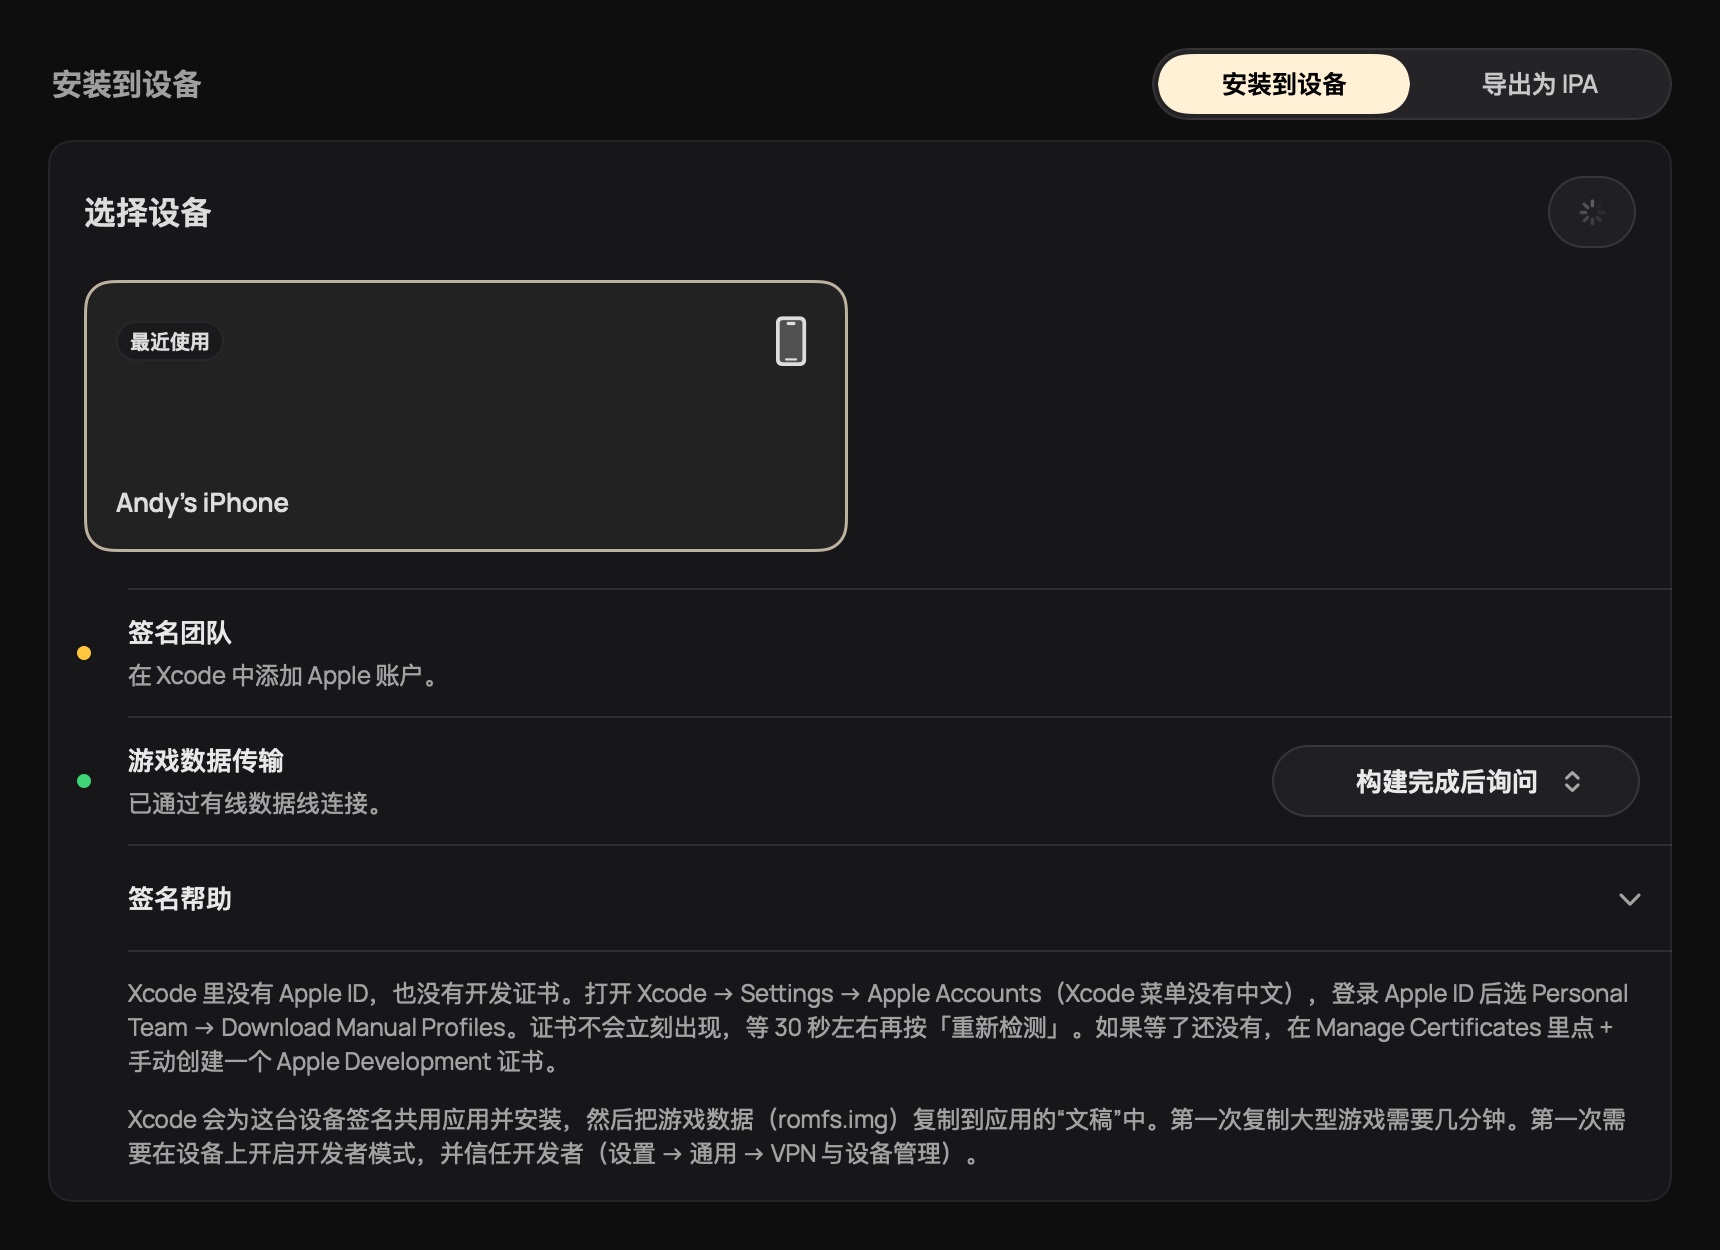 安装到设备
安装到设备
导出为 IPA
选择设备
最近使用
Andy’s iPhone
签名团队
在 Xcode 中添加 Apple 账户。
游戏数据传输
已通过有线数据线连接。
构建完成后询问
签名帮助
Xcode 里没有 Apple ID，也没有开发证书。打开 Xcode → Settings → Apple Accounts（Xcode 菜单没有中文），登录 Apple ID 后选 Personal
Team → Download Manual Profiles。证书不会立刻出现，等 30 秒左右再按「重新检测」。如果等了还没有，在 Manage Certificates 里点 +
手动创建一个 Apple Development 证书。
Xcode 会为这台设备签名共用应用并安装，然后把游戏数据（romfs.img）复制到应用的“文稿”中。第一次复制大型游戏需要几分钟。第一次需
要在设备上开启开发者模式，并信任开发者（设置 → 通用 → VPN 与设备管理）。